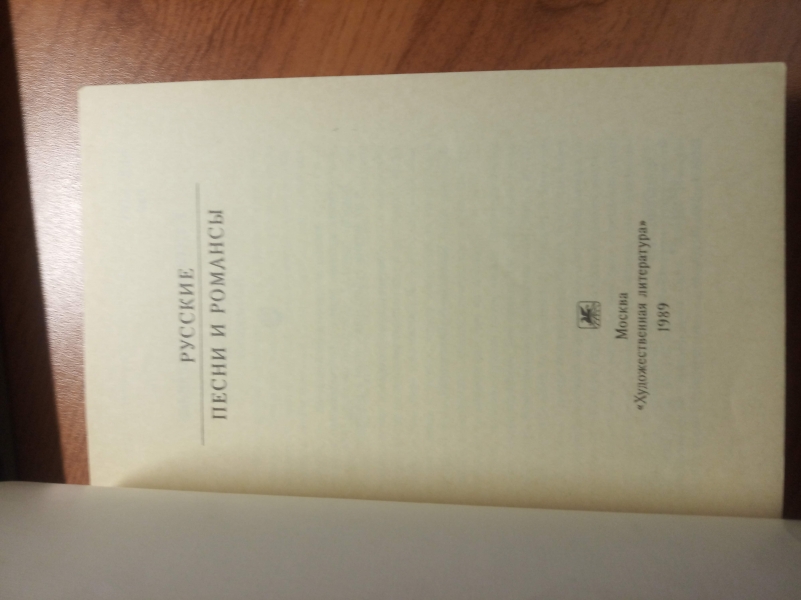 РУССКИЕ
ПЕСНИ И РОМАНСЫ
Москва
«Художественная литература»
1989